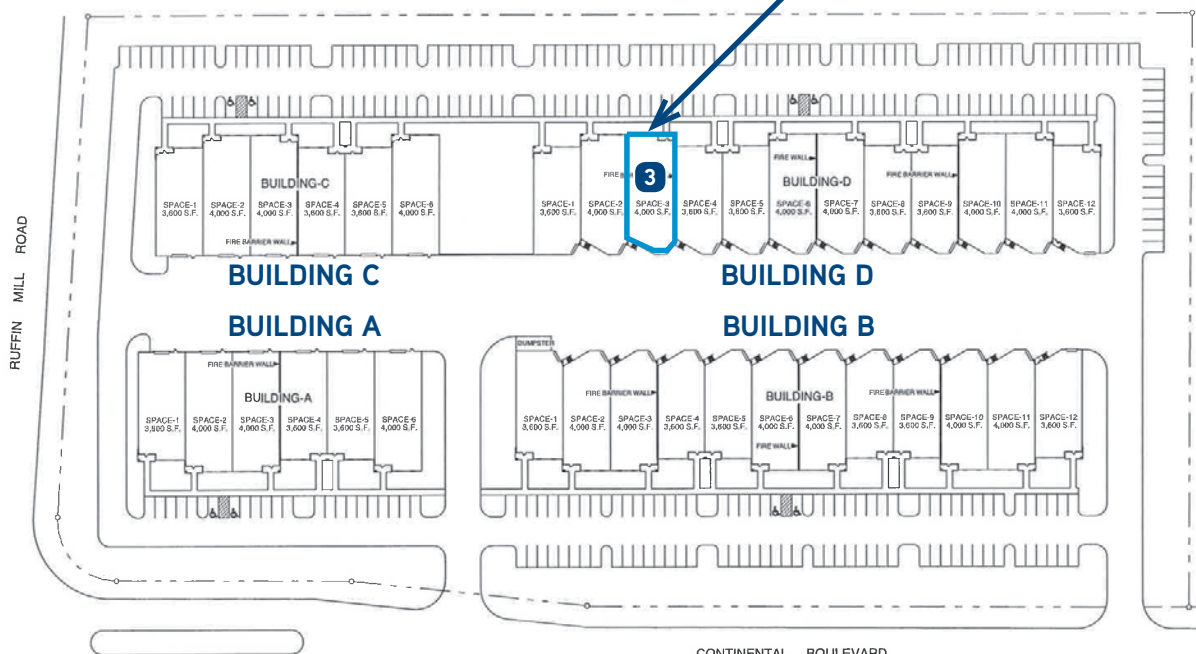 RUFFIN MILL ROAD
BUILDING-C
SPACE-1
3,600 S.F.
SPACE-2
4,000 S.F.
SPACE-3
4,000 S.F.
SPACE-4
3,600 S.F.
SPACE-5
3,600 S.F.
SPACE-6
4,000 S.F.
FIRE BARRIER WALL
BUILDING-D
FIRE
3
FIRE WALL
FIRE BARRIER WALL
SPACE-1
3,600 S.F.
SPACE-2
4,000 S.F.
SPACE-3
4,000 S.F.
SPACE-4
3,600 S.F.
SPACE-5
3,600 S.F.
SPACE-6
4,000 S.F.
SPACE-7
4,000 S.F.
SPACE-8
3,600 S.F.
SPACE-9
3,600 S.F.
SPACE-10
4,000 S.F.
SPACE-11
4,000 S.F.
SPACE-12
3,600 S.F.
BUILDING C
BUILDING D
BUILDING A
BUILDING B
FIRE BARRIER WALL
BUILDING-A
SPACE-1
3,600 S.F.
SPACE-2
4,000 S.F.
SPACE-3
4,000 S.F.
SPACE-4
3,600 S.F.
SPACE-5
3,600 S.F.
SPACE-6
4,000 S.F.
DUMPSTER
FIRE BARRIER WALL
BUILDING-B
FIRE BARRIER WALL
SPACE-1
3,600 S.F.
SPACE-2
4,000 S.F.
SPACE-3
4,000 S.F.
SPACE-4
3,600 S.F.
SPACE-5
3,600 S.F.
SPACE-6
4,000 S.F.
SPACE-7
4,000 S.F.
SPACE-8
3,600 S.F.
SPACE-9
3,600 S.F.
SPACE-10
4,000 S.F.
SPACE-11
4,000 S.F.
SPACE-12
3,600 S.F.
FIRE WALL
CONTINENTAL BOULEVARD